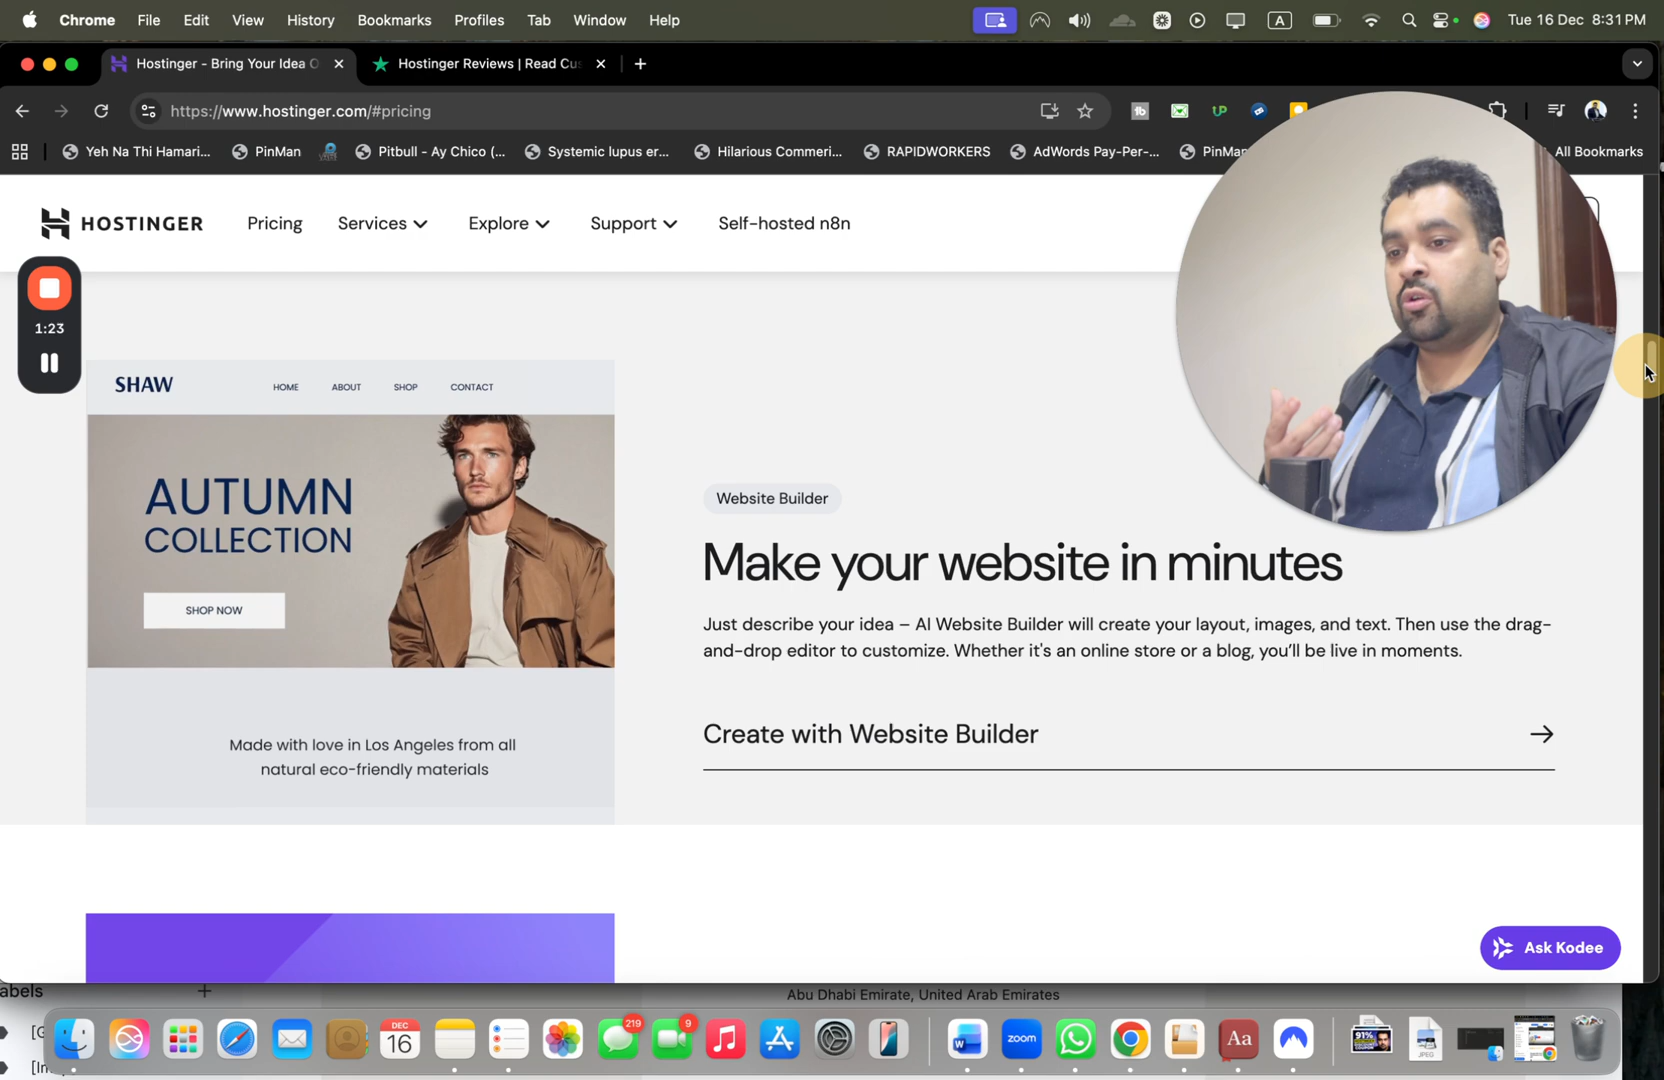 Chrome File Edit View History Bookmarks Profiles Tab Window Help A Tue 16 Dec 8:31 PM
Hostinger - Bring Your Idea O Hostinger Reviews | Read Cus
https://www.hostinger.com/#pricing
Yeh Na Thi Hamari... PinMan Pitbull - Ay Chico (... Systemic lupus er... Hilarious Commeri... RAPIDWORKERS AdWords Pay-Per-... PinMan All Bookmarks
HOSTINGER Pricing Services Explore Support Self-hosted n8n
1:23
SHAW HOME ABOUT SHOP CONTACT
AUTUMN
COLLECTION
SHOP NOW
Made with love in Los Angeles from all
natural eco-friendly materials
Website Builder
Make your website in minutes
Just describe your idea – AI Website Builder will create your layout, images, and text. Then use the drag-
and-drop editor to customize. Whether it's an online store or a blog, you'll be live in moments.
Create with Website Builder
Ask Kodee
abels
Abu Dhabi Emirate, United Arab Emirates
DEC
16
219
9
W
zoom
Aa
91%
JPEG